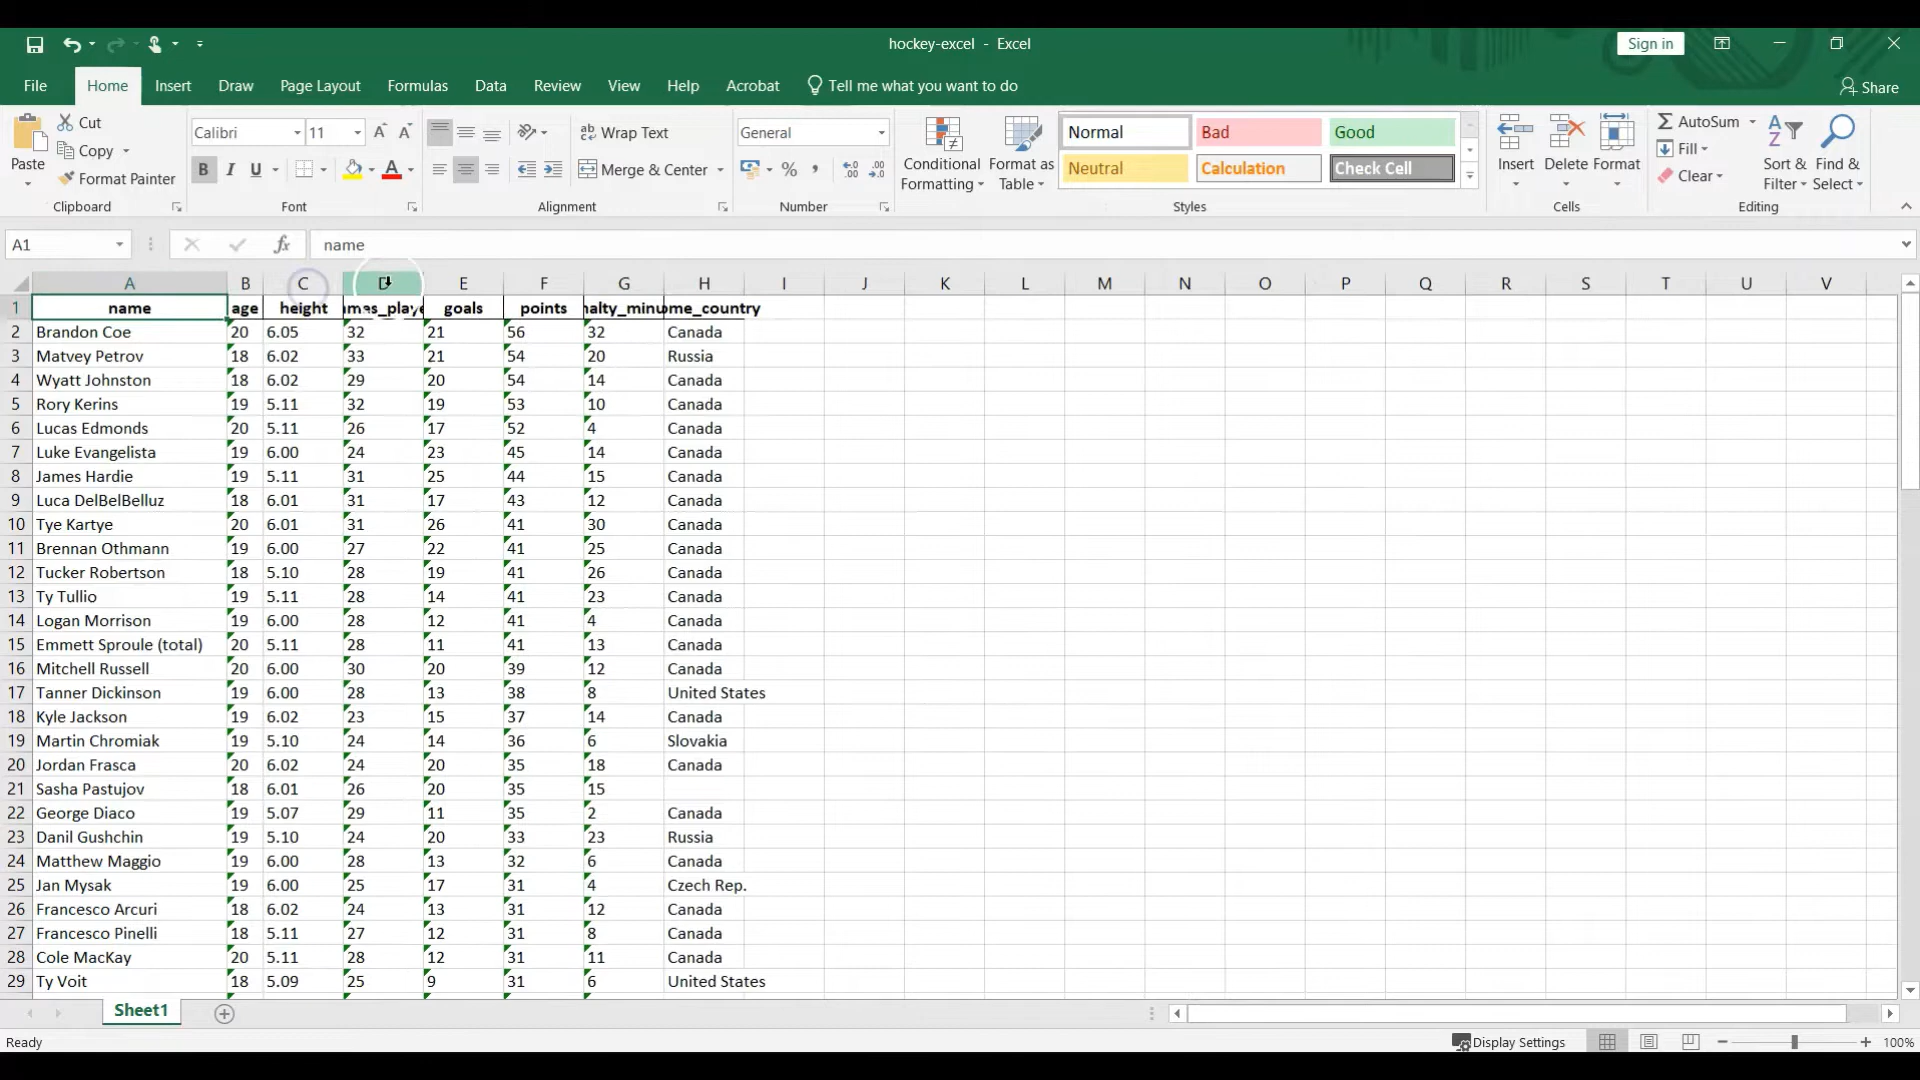 hockey-excel - Excel
Sign in
File Home Insert Draw Page Layout Formulas Data Review View Help Acrobat Tell me what you want to do Share
Paste Cut Copy Format Painter Clipboard
Calibri 11 B I U A Font
Wrap Text Merge & Center Alignment
General % , Number
Conditional Formatting Format as Table
Normal Bad Good
Neutral Calculation Check Cell
Styles
Insert Delete Format Cells
AutoSum Fill Clear Sort & Filter Find & Select Editing
A1 fx name
A B C D E F G H I J K L M N O P Q R S T U V
1 name age height mes_playe goals points nalty_minu me_country
2 Brandon Coe 20 6.05 32 21 56 32 Canada
3 Matvey Petrov 18 6.02 33 21 54 20 Russia
4 Wyatt Johnston 18 6.02 29 20 54 14 Canada
5 Rory Kerins 19 5.11 32 19 53 10 Canada
6 Lucas Edmonds 20 5.11 26 17 52 4 Canada
7 Luke Evangelista 19 6.00 24 23 45 14 Canada
8 James Hardie 19 5.11 31 25 44 15 Canada
9 Luca DelBelBelluz 18 6.01 31 17 43 12 Canada
10 Tye Kartye 20 6.01 31 26 41 30 Canada
11 Brennan Othmann 19 6.00 27 22 41 25 Canada
12 Tucker Robertson 18 5.10 28 19 41 26 Canada
13 Ty Tullio 19 5.11 28 14 41 23 Canada
14 Logan Morrison 19 6.00 28 12 41 4 Canada
15 Emmett Sproule (total) 20 5.11 28 11 41 13 Canada
16 Mitchell Russell 20 6.00 30 20 39 12 Canada
17 Tanner Dickinson 19 6.00 28 13 38 8 United States
18 Kyle Jackson 19 6.02 23 15 37 14 Canada
19 Martin Chromiak 19 5.10 24 14 36 6 Slovakia
20 Jordan Frasca 20 6.02 24 20 35 18 Canada
21 Sasha Pastujov 18 6.01 26 20 35 15
22 George Diaco 19 5.07 29 11 35 2 Canada
23 Danil Gushchin 19 5.10 24 20 33 23 Russia
24 Matthew Maggio 19 6.00 28 13 32 6 Canada
25 Jan Mysak 19 6.00 25 17 31 4 Czech Rep.
26 Francesco Arcuri 18 6.02 24 13 31 12 Canada
27 Francesco Pinelli 18 5.11 27 12 31 8 Canada
28 Cole MacKay 20 5.11 28 12 31 11 Canada
29 Ty Voit 18 5.09 25 9 31 6 United States
Sheet1
Ready Display Settings 100%